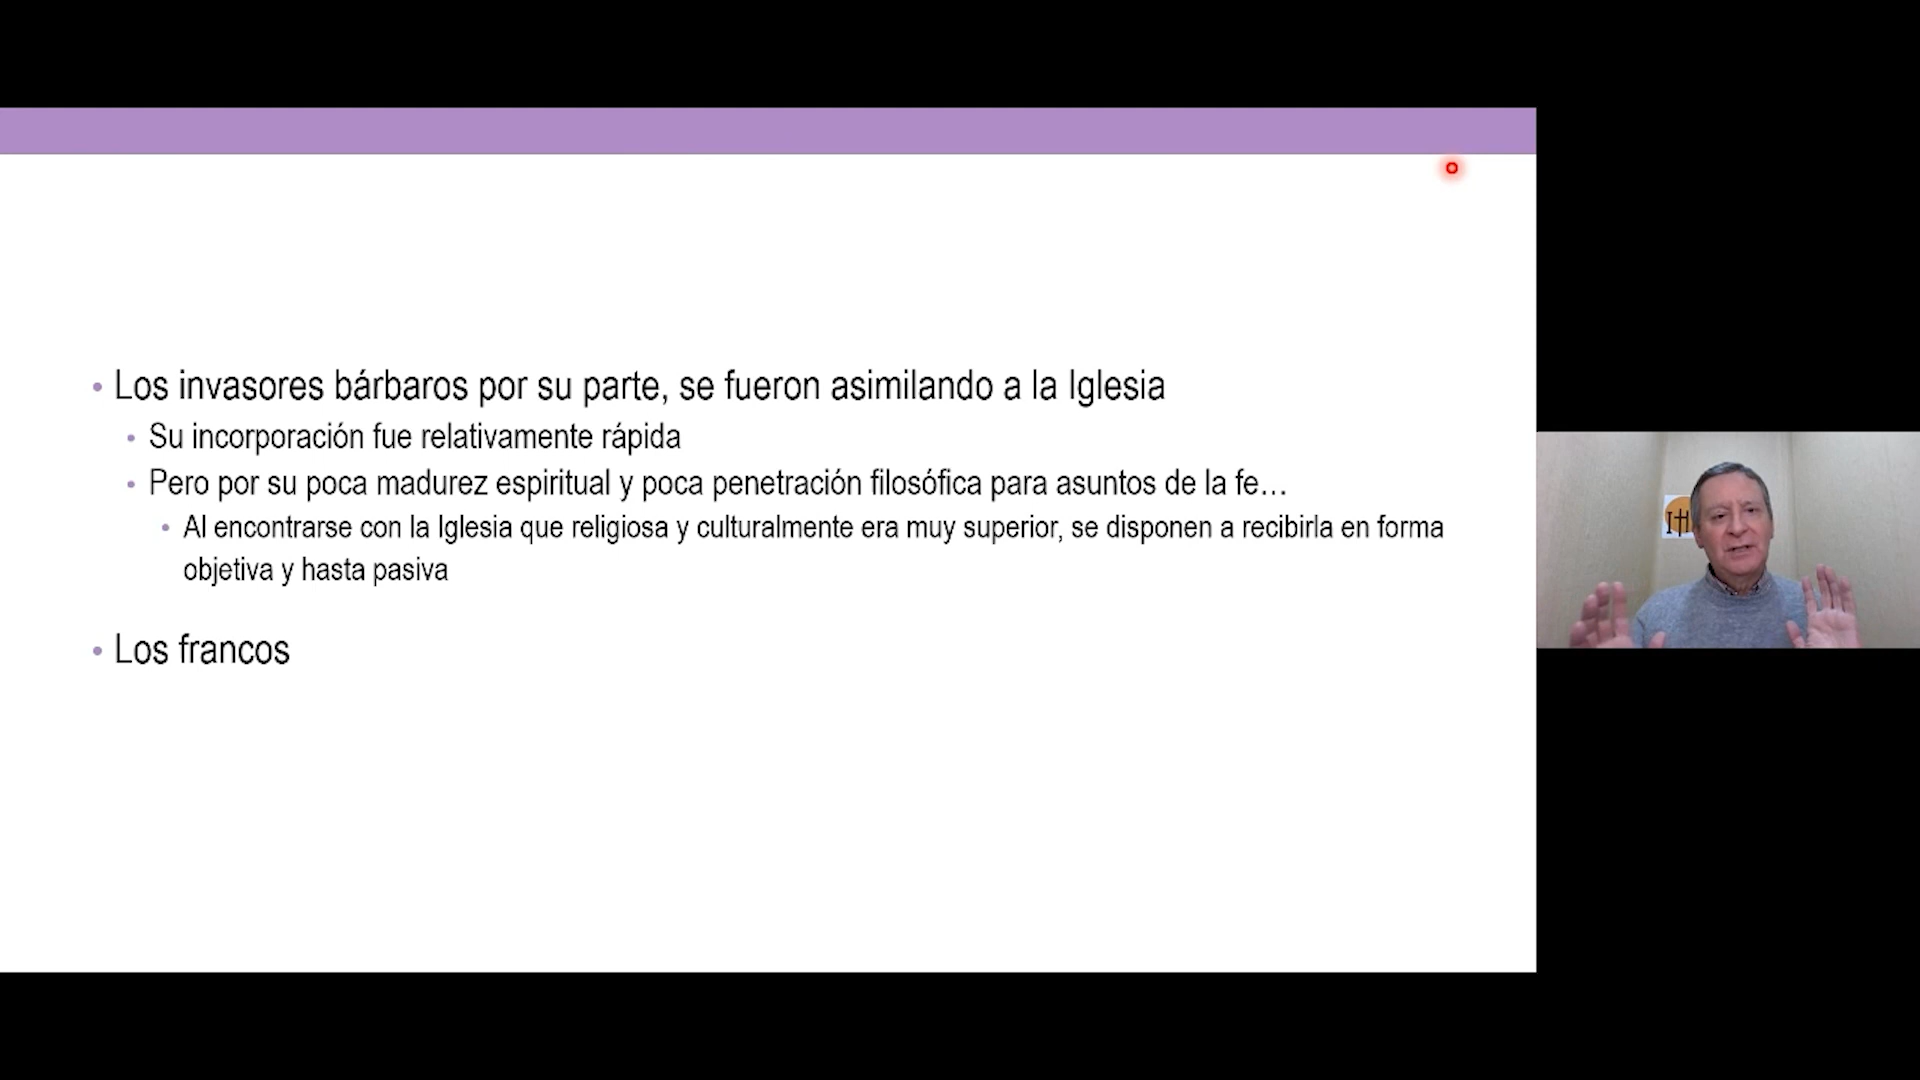 • Los invasores bárbaros por su parte, se fueron asimilando a la Iglesia
• Su incorporación fue relativamente rápida
• Pero por su poca madurez espiritual y poca penetración filosófica para asuntos de la fe…
• Al encontrarse con la Iglesia que religiosa y culturalmente era muy superior, se disponen a recibirla en forma
objetiva y hasta pasiva
• Los francos